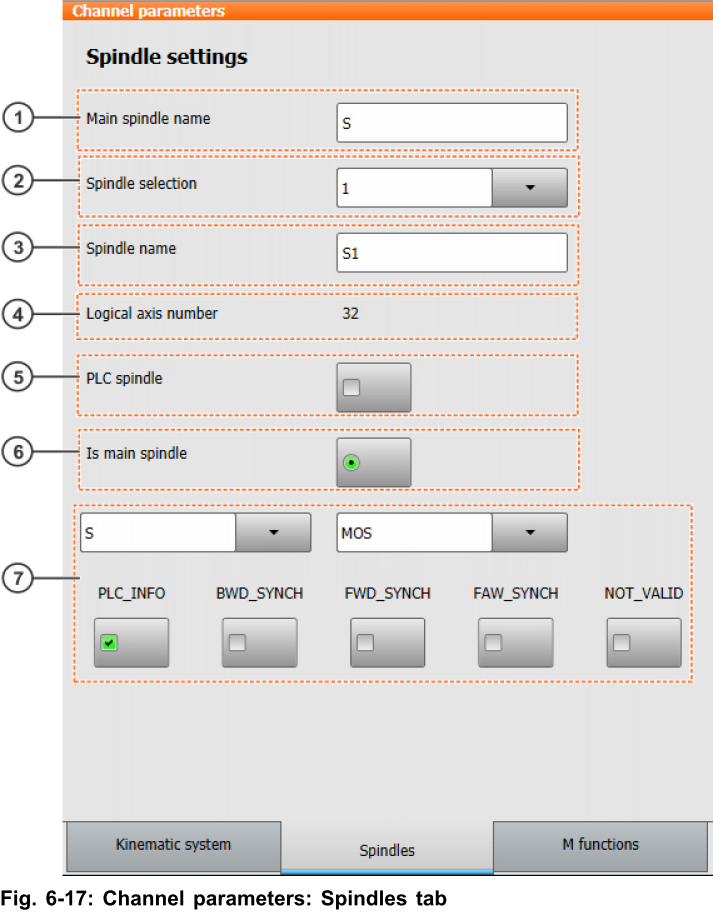 Channel parameters
Spindle settings
1 Main spindle name S
2 Spindle selection 1
3 Spindle name S1
4 Logical axis number 32
5 PLC spindle
6 Is main spindle
S MOS
7
PLC_INFO BWD_SYNCH FWD_SYNCH FAW_SYNCH NOT_VALID
Kinematic system Spindles M functions
Fig. 6-17: Channel parameters: Spindles tab